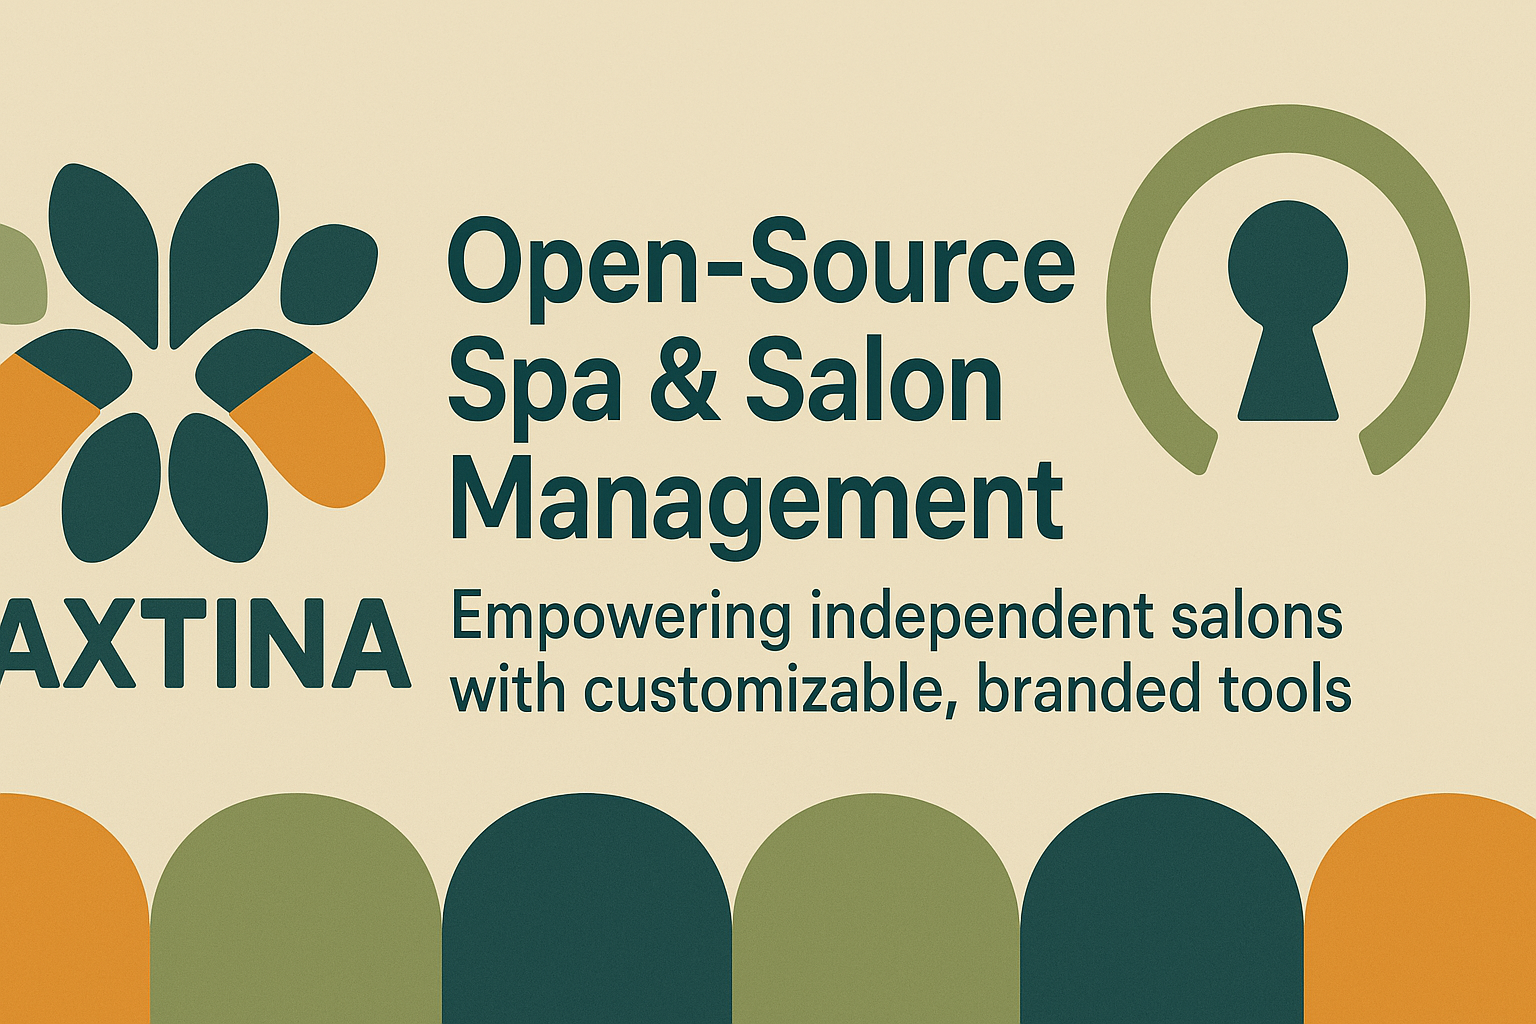 AXTINA
Open-Source
Spa & Salon
Management
Empowering independent salons
with customizable, branded tools